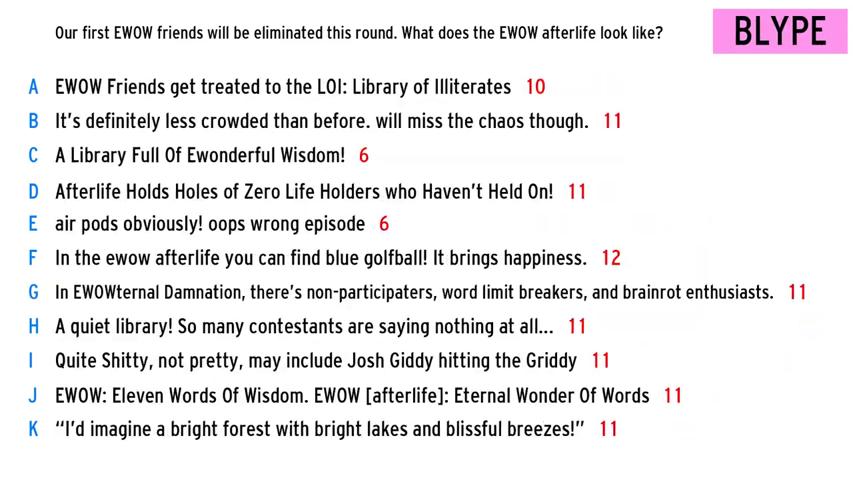 Our first EWOW friends will be eliminated this round. What does the EWOW afterlife look like?
BLYPE
A EWOW Friends get treated to the LOI: Library of Illiterates 10
B It's definitely less crowded than before. will miss the chaos though. 11
C A Library Full Of Ewonderful Wisdom! 6
D Afterlife Holds Holes of Zero Life Holders who Haven't Held On! 11
E air pods obviously! oops wrong episode 6
F In the ewow afterlife you can find blue golfball! It brings happiness. 12
G In EWOWternal Damnation, there's non-participaters, word limit breakers, and brainrot enthusiasts. 11
H A quiet library! So many contestants are saying nothing at all... 11
I Quite Shitty, not pretty, may include Josh Giddy hitting the Griddy 11
J EWOW: Eleven Words Of Wisdom. EWOW [afterlife]: Eternal Wonder Of Words 11
K “I'd imagine a bright forest with bright lakes and blissful breezes!” 11